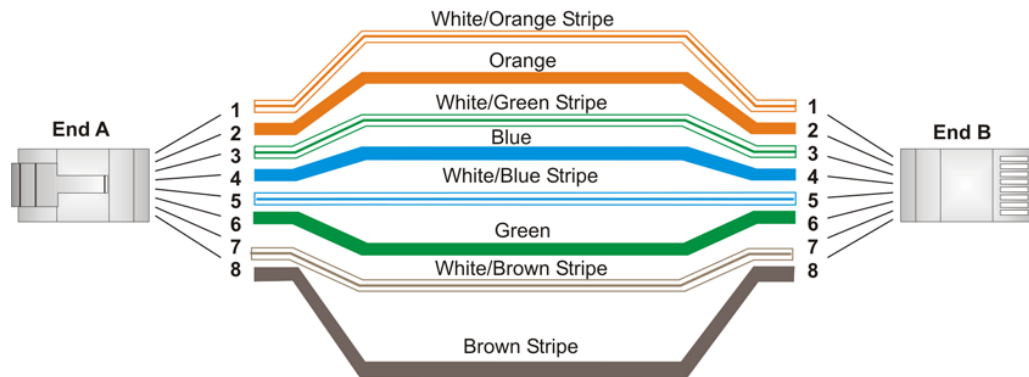 White/Orange Stripe
Orange
White/Green Stripe
Blue
White/Blue Stripe
Green
White/Brown Stripe
Brown Stripe
End A
1
2
3
4
5
6
7
8
End B
1
2
3
4
5
6
7
8